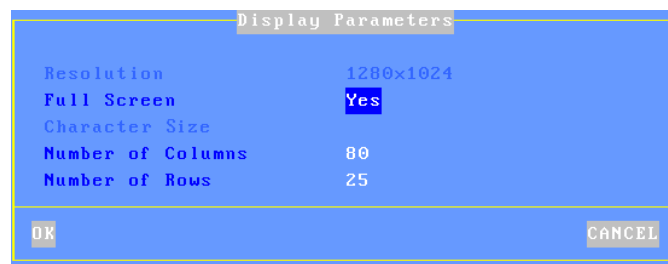 Display Parameters
Resolution 1280x1024
Full Screen Yes
Character Size
Number of Columns 80
Number of Rows 25
OK CANCEL